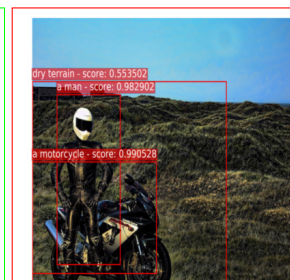 dry terrain - score: 0.553502
a man - score: 0.982902
a motorcycle - score: 0.990528